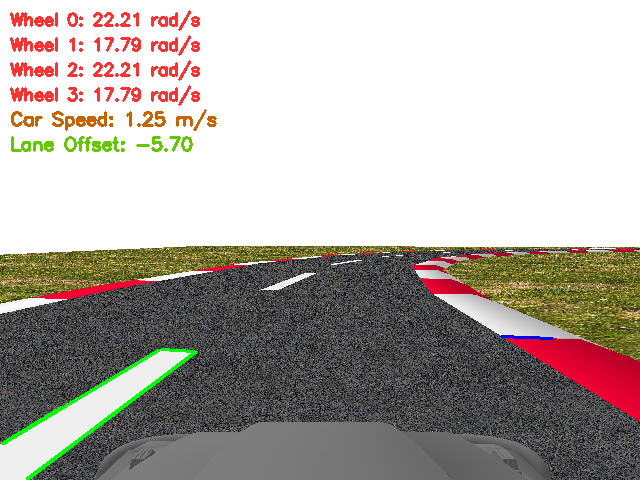 Wheel 0: 22.21 rad/s
Wheel 1: 17.79 rad/s
Wheel 2: 22.21 rad/s
Wheel 3: 17.79 rad/s
Car Speed: 1.25 m/s
Lane Offset: -5.70